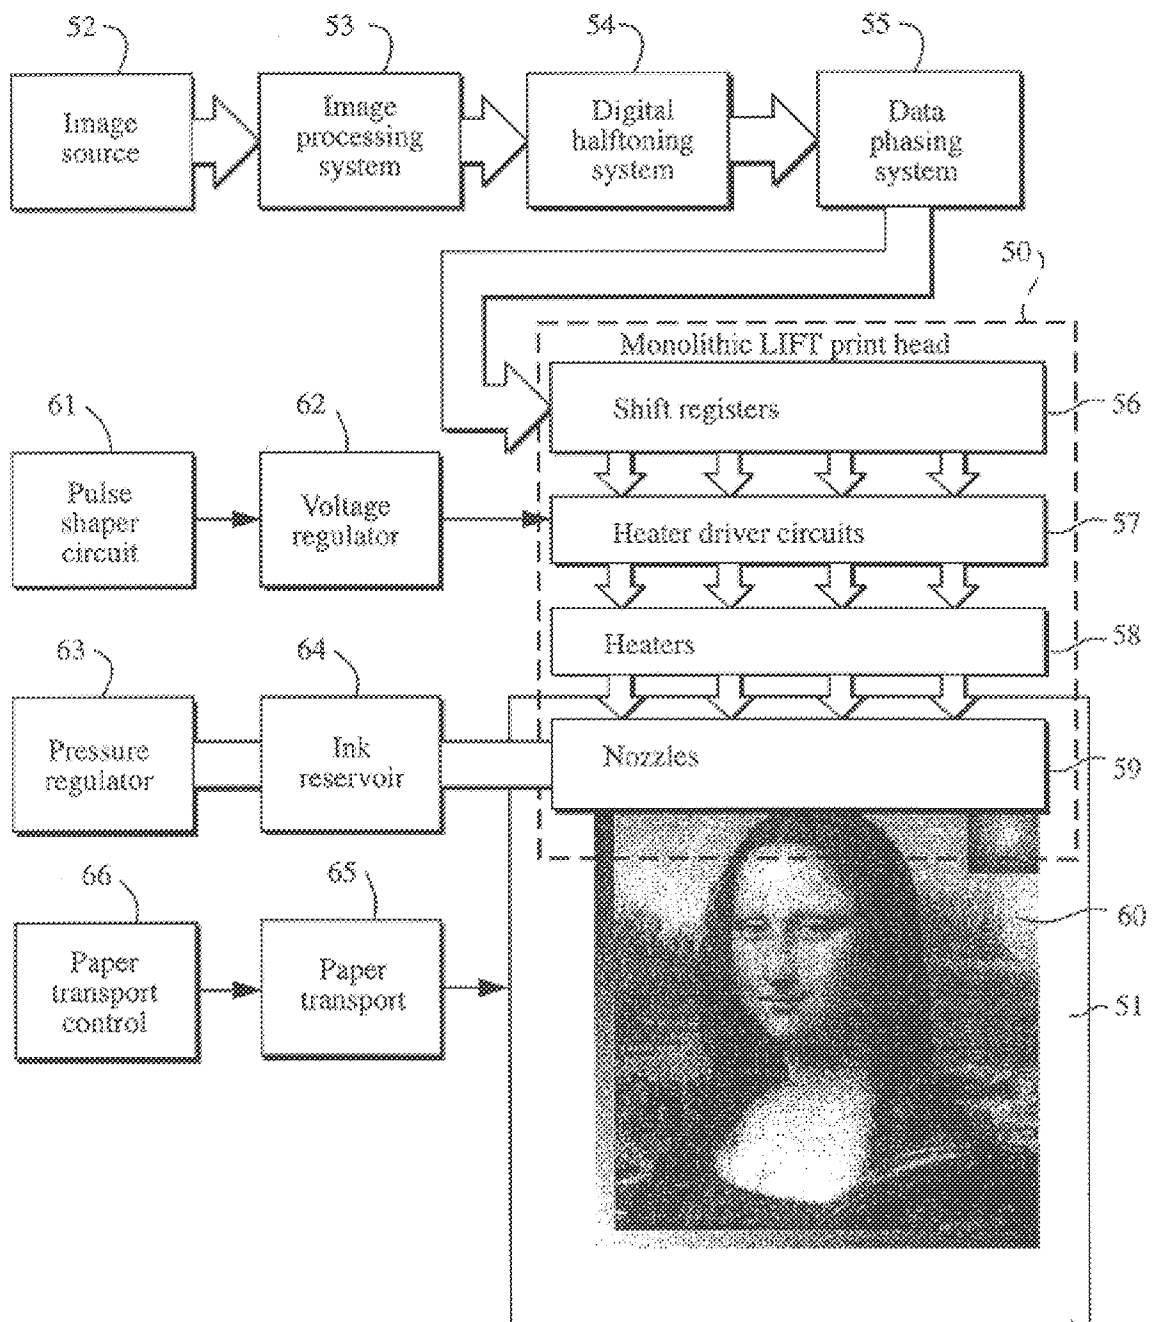 52
53
54
55
Image
source
Image
processing
system
Digital
halftoning
system
Data
phasing
system
50
Monolithic LIFT print head
61
62
Shift registers
56
Pulse
shaper
circuit
Voltage
regulator
Heater driver circuits
57
63
64
Heaters
58
Pressure
regulator
Ink
reservoir
Nozzles
59
66
65
60
Paper
transport
control
Paper
transport
51